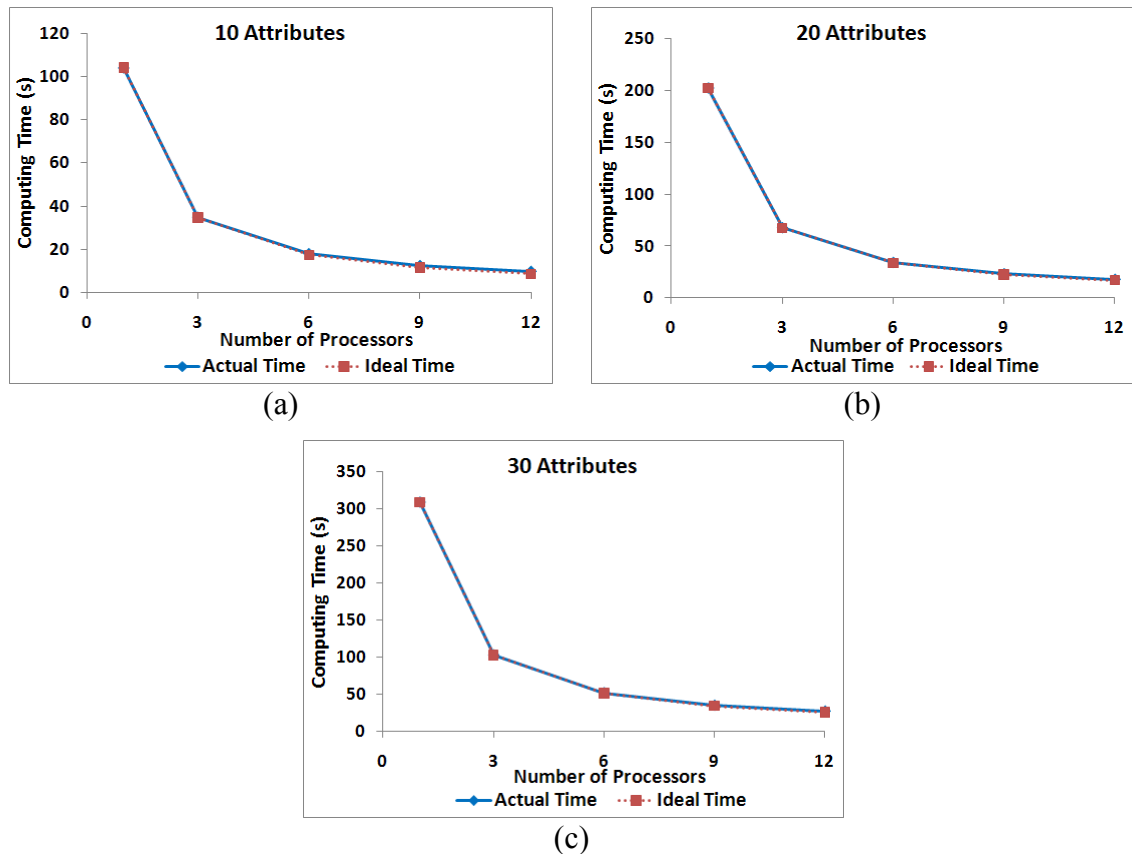 10 Attributes
Computing Time (s)
120
100
80
60
40
20
0
0 3 6 9 12
Number of Processors
Actual Time Ideal Time
(a)
20 Attributes
Computing Time (s)
250
200
150
100
50
0
0 3 6 9 12
Number of Processors
Actual Time Ideal Time
(b)
30 Attributes
Computing Time (s)
350
300
250
200
150
100
50
0
0 3 6 9 12
Number of Processors
Actual Time Ideal Time
(c)